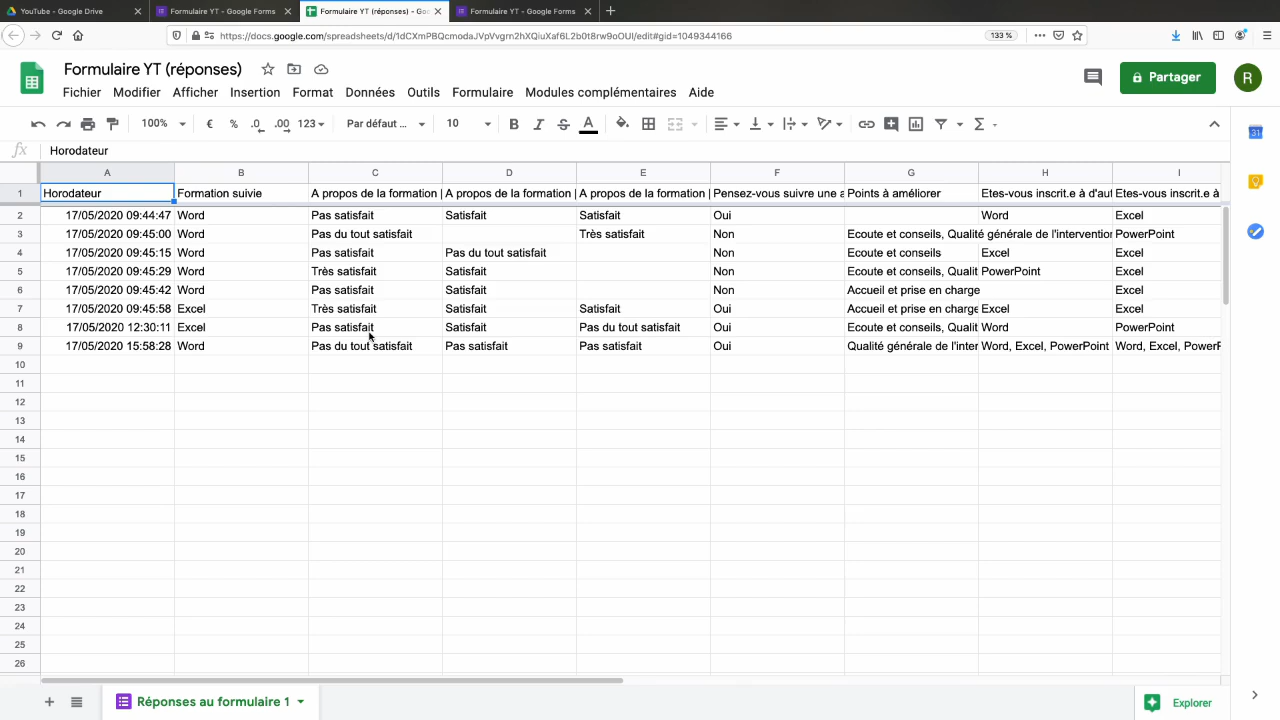 YouTube - Google Drive
Formulaire YT - Google Forms
Formulaire YT (réponses) - Goo
Formulaire YT - Google Forms
https://docs.google.com/spreadsheets/d/1dCXmPBQcmodaJVpVvgrn2hXQiuXaf6L2b0t8rw9oOUI/edit#gid=1049344166
133 %
Formulaire YT (réponses)
Fichier Modifier Afficher Insertion Format Données Outils Formulaire Modules complémentaires Aide
Partager
R
100% € % .0 .00 123 Par défaut ... 10 B I S A Σ
31
fx Horodateur
A B C D E F G H I
1 Horodateur Formation suivie A propos de la formation A propos de la formation A propos de la formation Pensez-vous suivre une a Points à améliorer Etes-vous inscrit.e à d'aut Etes-vous inscrit.e à
2 17/05/2020 09:44:47 Word Pas satisfait Satisfait Satisfait Oui Word Excel
3 17/05/2020 09:45:00 Word Pas du tout satisfait Très satisfait Non Ecoute et conseils, Qualité générale de l'intervention PowerPoint
4 17/05/2020 09:45:15 Word Pas satisfait Pas du tout satisfait Non Ecoute et conseils Excel Excel
5 17/05/2020 09:45:29 Word Très satisfait Satisfait Non Ecoute et conseils, Qualit PowerPoint Excel
6 17/05/2020 09:45:42 Word Pas satisfait Satisfait Non Accueil et prise en charge Excel
7 17/05/2020 09:45:58 Excel Très satisfait Satisfait Satisfait Oui Accueil et prise en charge Excel Excel
8 17/05/2020 12:30:11 Excel Pas satisfait Satisfait Pas du tout satisfait Oui Ecoute et conseils, Qualit Word PowerPoint
9 17/05/2020 15:58:28 Word Pas du tout satisfait Pas satisfait Pas satisfait Oui Qualité générale de l'inter Word, Excel, PowerPoint Word, Excel, PowerP
10
11
12
13
14
15
16
17
18
19
20
21
22
23
24
25
26
Réponses au formulaire 1
Explorer